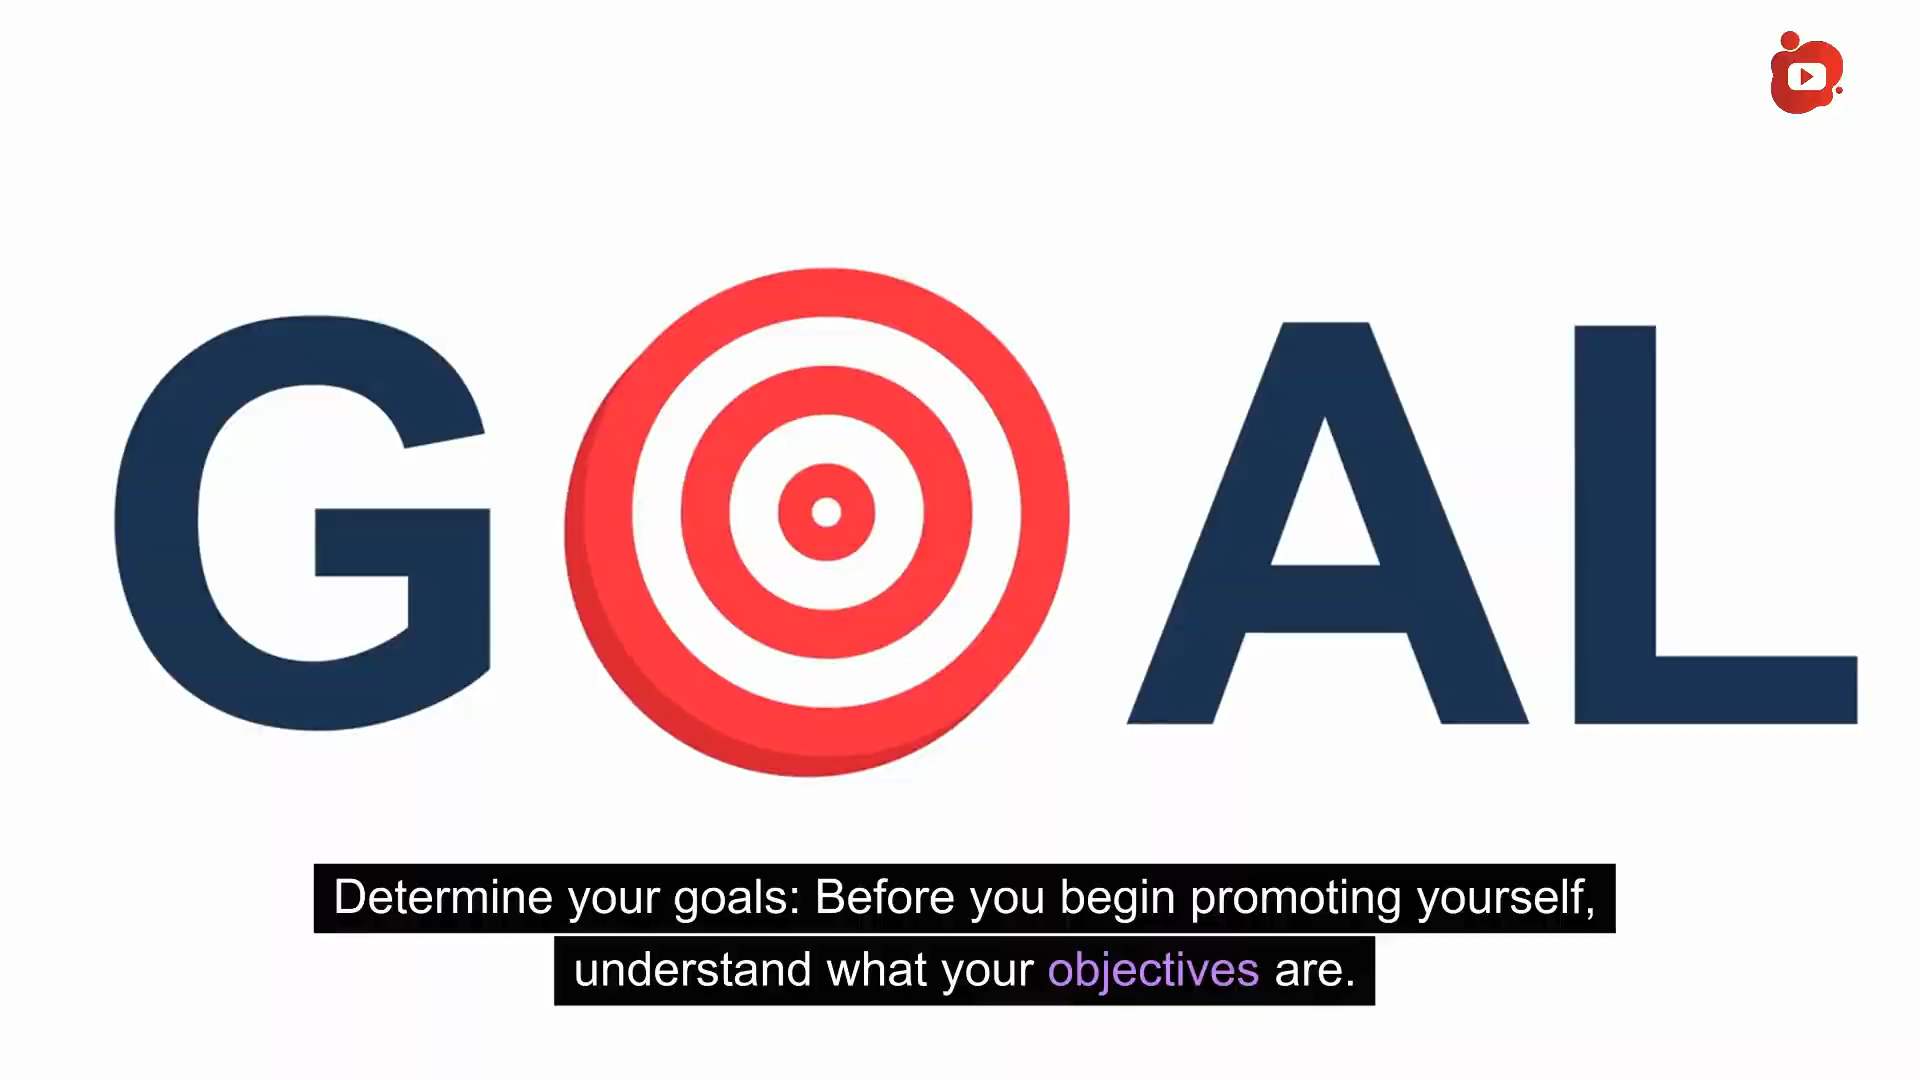 GOAL
Determine your goals: Before you begin promoting yourself,
understand what your objectives are.